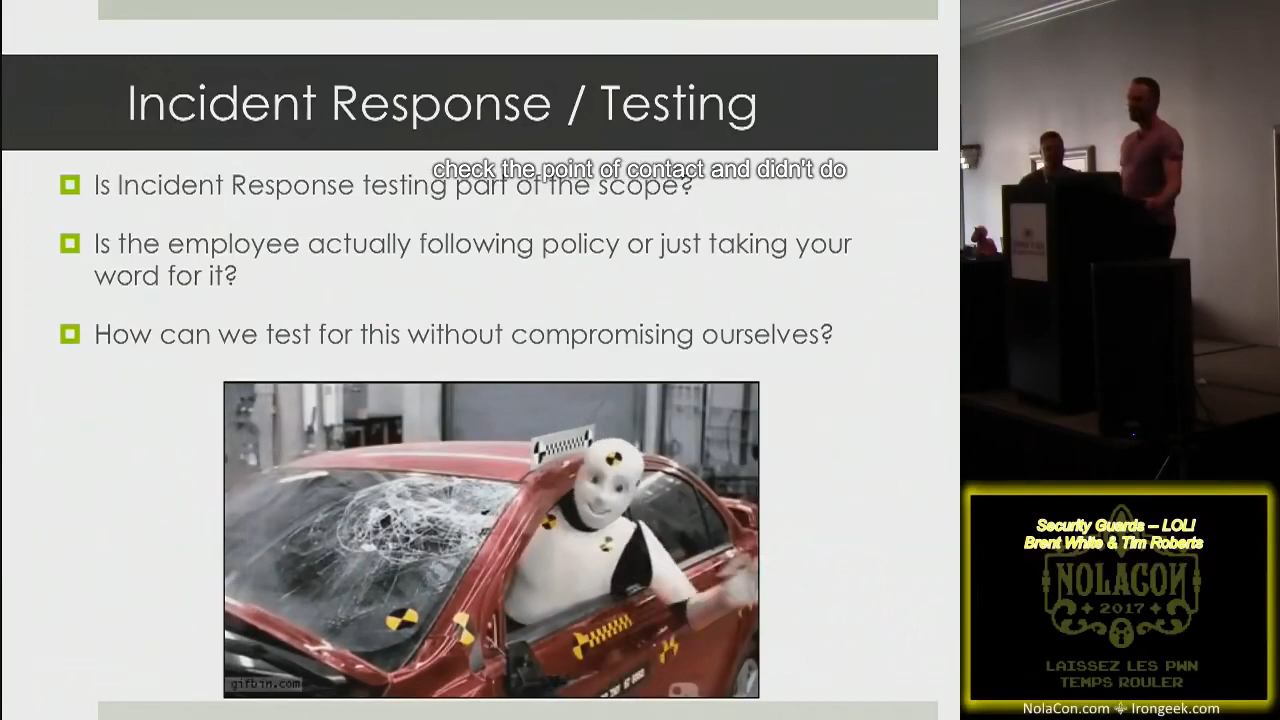 Incident Response / Testing
check the point of contact and didn't do
Is Incident Response testing part of the scope?
Is the employee actually following policy or just taking your
word for it?
How can we test for this without compromising ourselves?
gifbin.com
Security Guards -- LOL!
Brent White & Tim Roberts
NOLACON
2017
LAISSEZ LES PWN
TEMPS ROULER
NolaCon.com
Irongeek.com